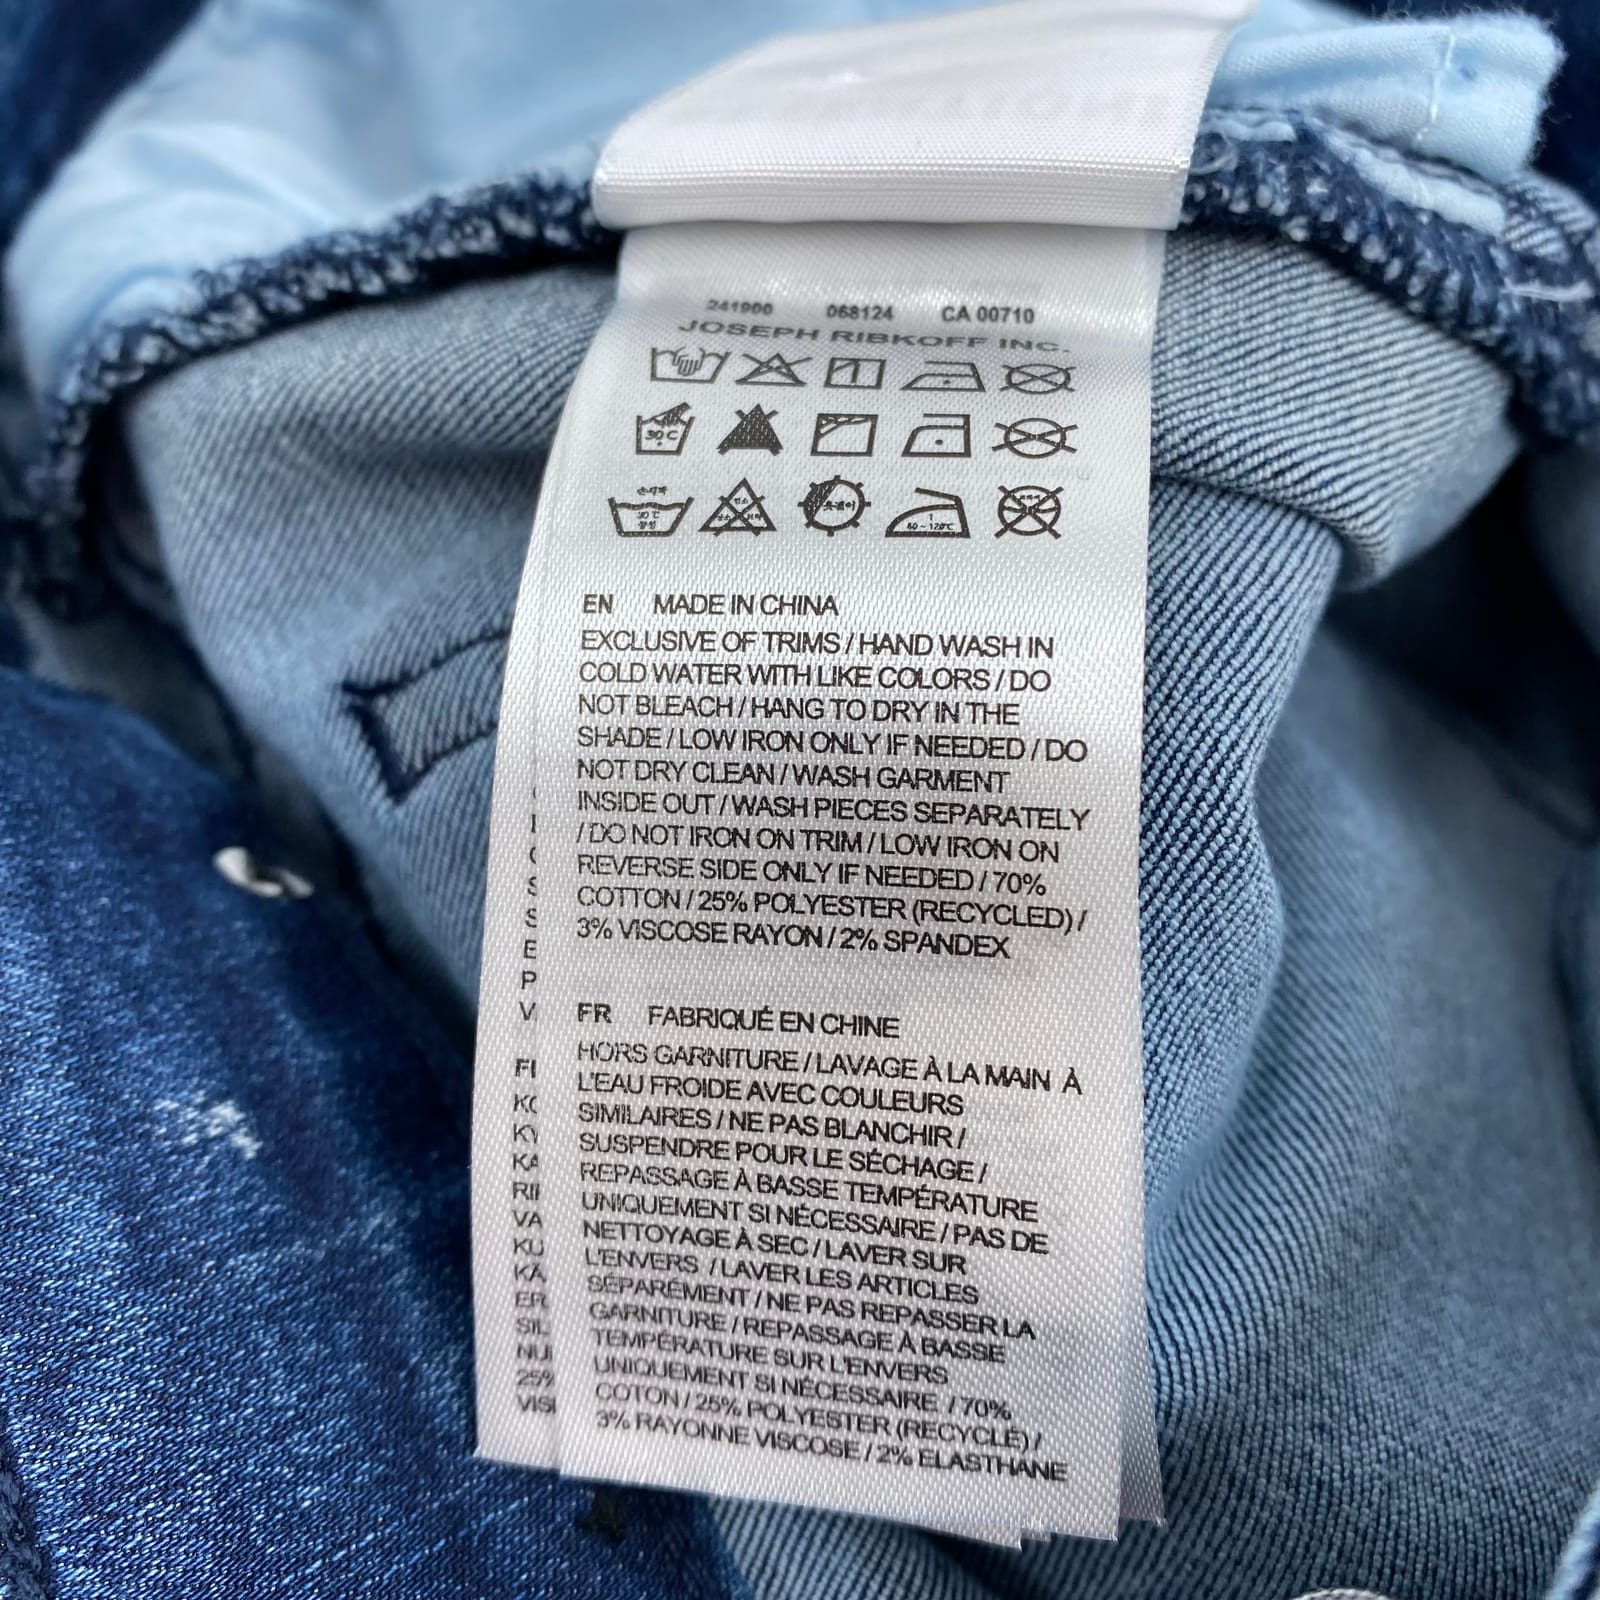 241900 068124 CA 00710
JOSEPH RIBKOFF INC.
30 C
30 ℃
1
80 ~ 120℃
EN MADE IN CHINA
EXCLUSIVE OF TRIMS / HAND WASH IN
COLD WATER WITH LIKE COLORS / DO
NOT BLEACH / HANG TO DRY IN THE
SHADE / LOW IRON ONLY IF NEEDED / DO
NOT DRY CLEAN / WASH GARMENT
INSIDE OUT / WASH PIECES SEPARATELY
/ DO NOT IRON ON TRIM / LOW IRON ON
REVERSE SIDE ONLY IF NEEDED / 70%
COTTON / 25% POLYESTER (RECYCLED) /
3% VISCOSE RAYON / 2% SPANDEX
FR FABRIQUÉ EN CHINE
HORS GARNITURE / LAVAGE À LA MAIN À
L'EAU FROIDE AVEC COULEURS
SIMILAIRES / NE PAS BLANCHIR /
SUSPENDRE POUR LE SÉCHAGE /
REPASSAGE À BASSE TEMPÉRATURE
UNIQUEMENT SI NÉCESSAIRE / PAS DE
NETTOYAGE À SEC / LAVER SUR
L'ENVERS / LAVER LES ARTICLES
SÉPARÉMENT / NE PAS REPASSER LA
GARNITURE / REPASSAGE À BASSE
TEMPÉRATURE SUR L'ENVERS
UNIQUEMENT SI NÉCESSAIRE / 70%
COTON / 25% POLYESTER (RECYCLÉ) /
3% RAYONNE VISCOSE / 2% ELASTHANE